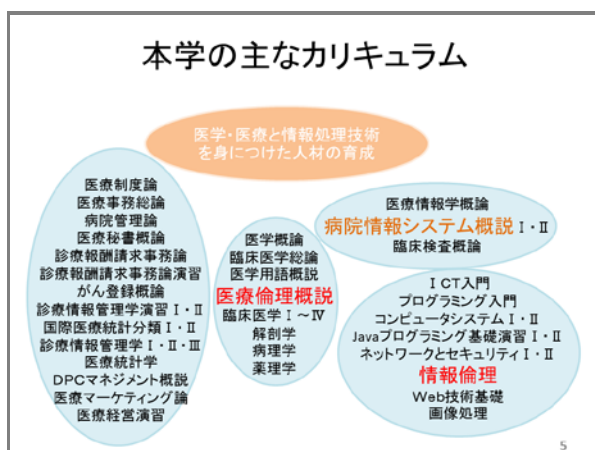 本学の主なカリキュラム
医学・医療と情報処理技術
を身につけた人材の育成
医療制度論
医療事務総論
病院管理論
医療秘書概論
診療報酬請求事務論
診療報酬請求事務論演習
がん登録概論
診療情報管理学演習Ⅰ・Ⅱ
国際医療統計分類Ⅰ・Ⅱ
診療情報管理学Ⅰ・Ⅱ・Ⅲ
医療統計学
DPCマネジメント概説
医療マーケティング論
医療経営演習
医学概論
臨床医学総論
医学用語概説
医療倫理概説
臨床医学Ⅰ～Ⅳ
解剖学
病理学
薬理学
医療情報学概論
病院情報システム概説Ⅰ・Ⅱ
臨床検査概論
ICT入門
プログラミング入門
コンピュータシステムⅠ・Ⅱ
Javaプログラミング基礎演習Ⅰ・Ⅱ
ネットワークとセキュリティⅠ・Ⅱ
情報倫理
Web技術基礎
画像処理
5